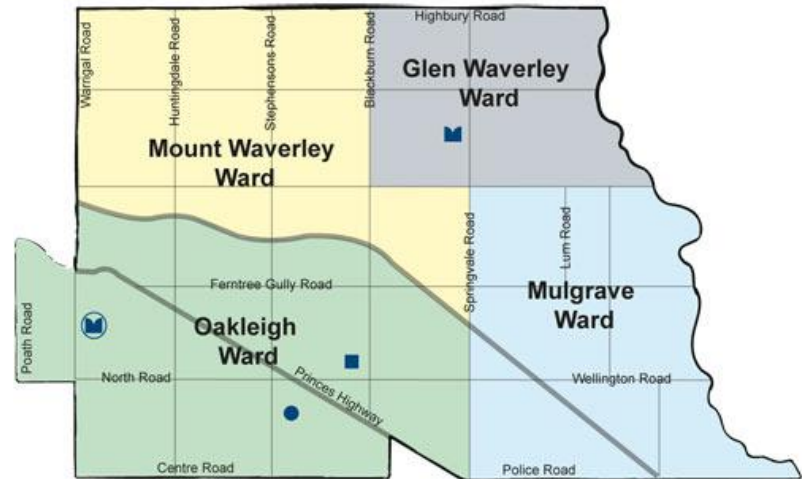 Highbury Road
Warrigal Road
Huntingdale Road
Stephensons Road
Blackburn Road
Glen Waverley
Ward
Mount Waverley
Ward
Springvale Road
Lum Road
Ferntree Gully Road
Mulgrave
Ward
Poath Road
Oakleigh
Ward
North Road
Princes Highway
Wellington Road
Centre Road
Police Road